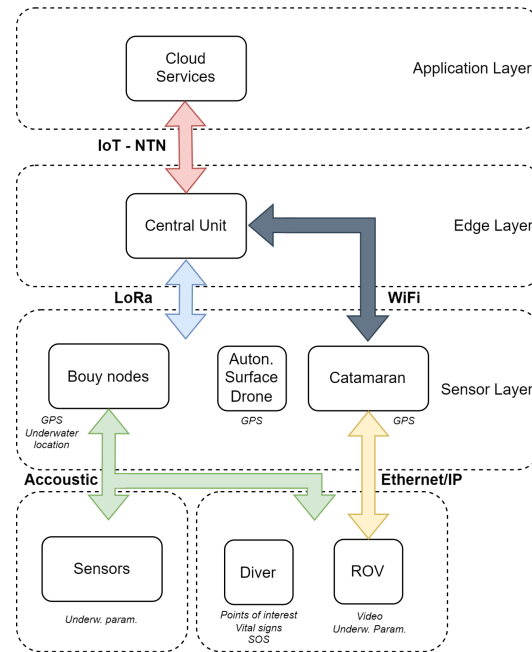 Cloud
Services
Application Layer
IoT - NTN
Central Unit
Edge Layer
LoRa
WiFi
Bouy nodes
Auton.
Surface
Drone
Catamaran
Sensor Layer
GPS
Underwater
location
GPS
GPS
Accoustic
Ethernet/IP
Sensors
Diver
ROV
Underw. param.
Points of interest
Vital signs
SOS
Video
Underw. Param.